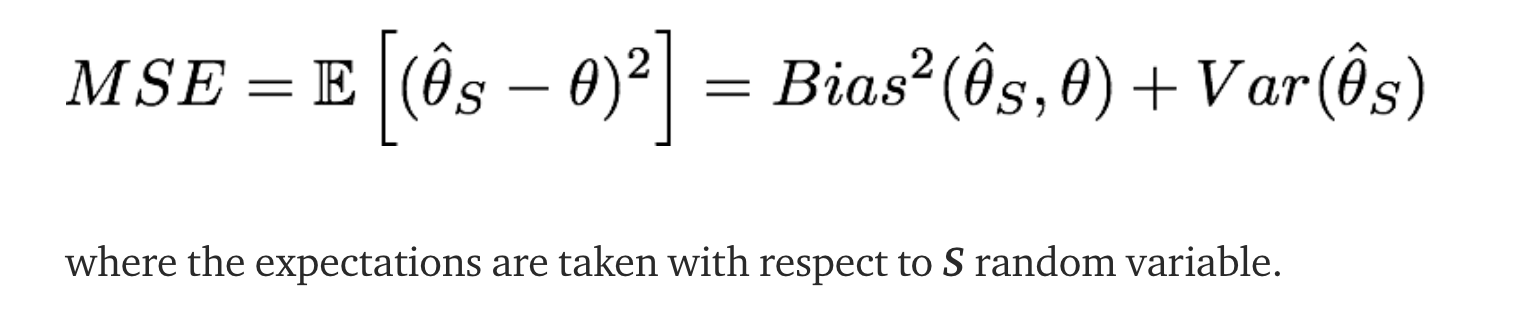 MSE = 𝔼[(θ̂_S − θ)²] = Bias²(θ̂_S, θ) + Var(θ̂_S)
where the expectations are taken with respect to S random variable.